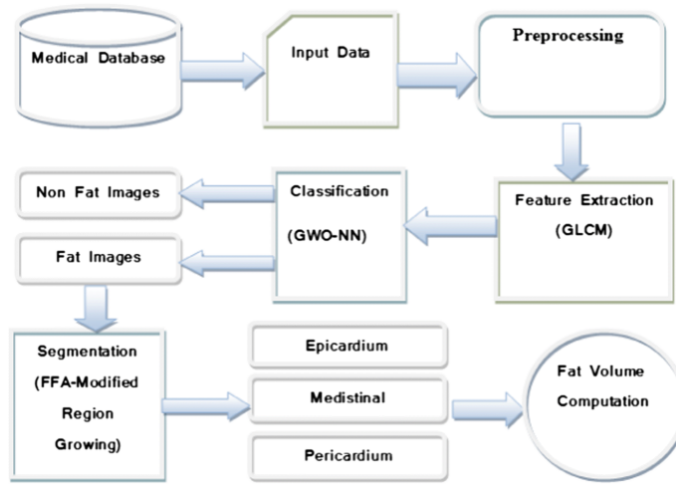 Medical Database
Input Data
Preprocessing
Non Fat Images
Classification
(GWO-NN)
Feature Extraction
(GLCM)
Fat Images
Segmentation
(FFA-Modified
Region
Growing)
Epicardium
Medistinal
Pericardium
Fat Volume
Computation